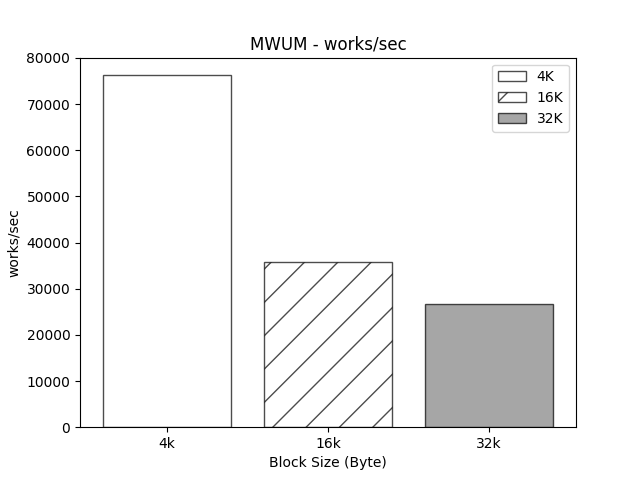 MWUM - works/sec
80000
70000
60000
50000
40000
30000
20000
10000
0
works/sec
4K
16K
32K
4k
16k
32k
Block Size (Byte)